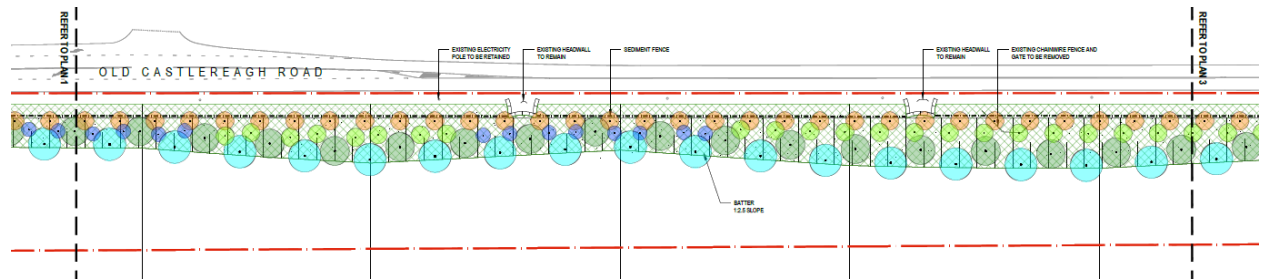 REFER TO PLAN 1
OLD CASTLEREAGH ROAD
EXISTING ELECTRICITY
POLE TO BE RETAINED
EXISTING HEADWALL
TO REMAIN
SEDIMENT FENCE
EXISTING HEADWALL
TO REMAIN
EXISTING CHAINWIRE FENCE AND
GATE TO BE REMOVED
REFER TO PLAN 3
BATTER
1:2.5 SLOPE